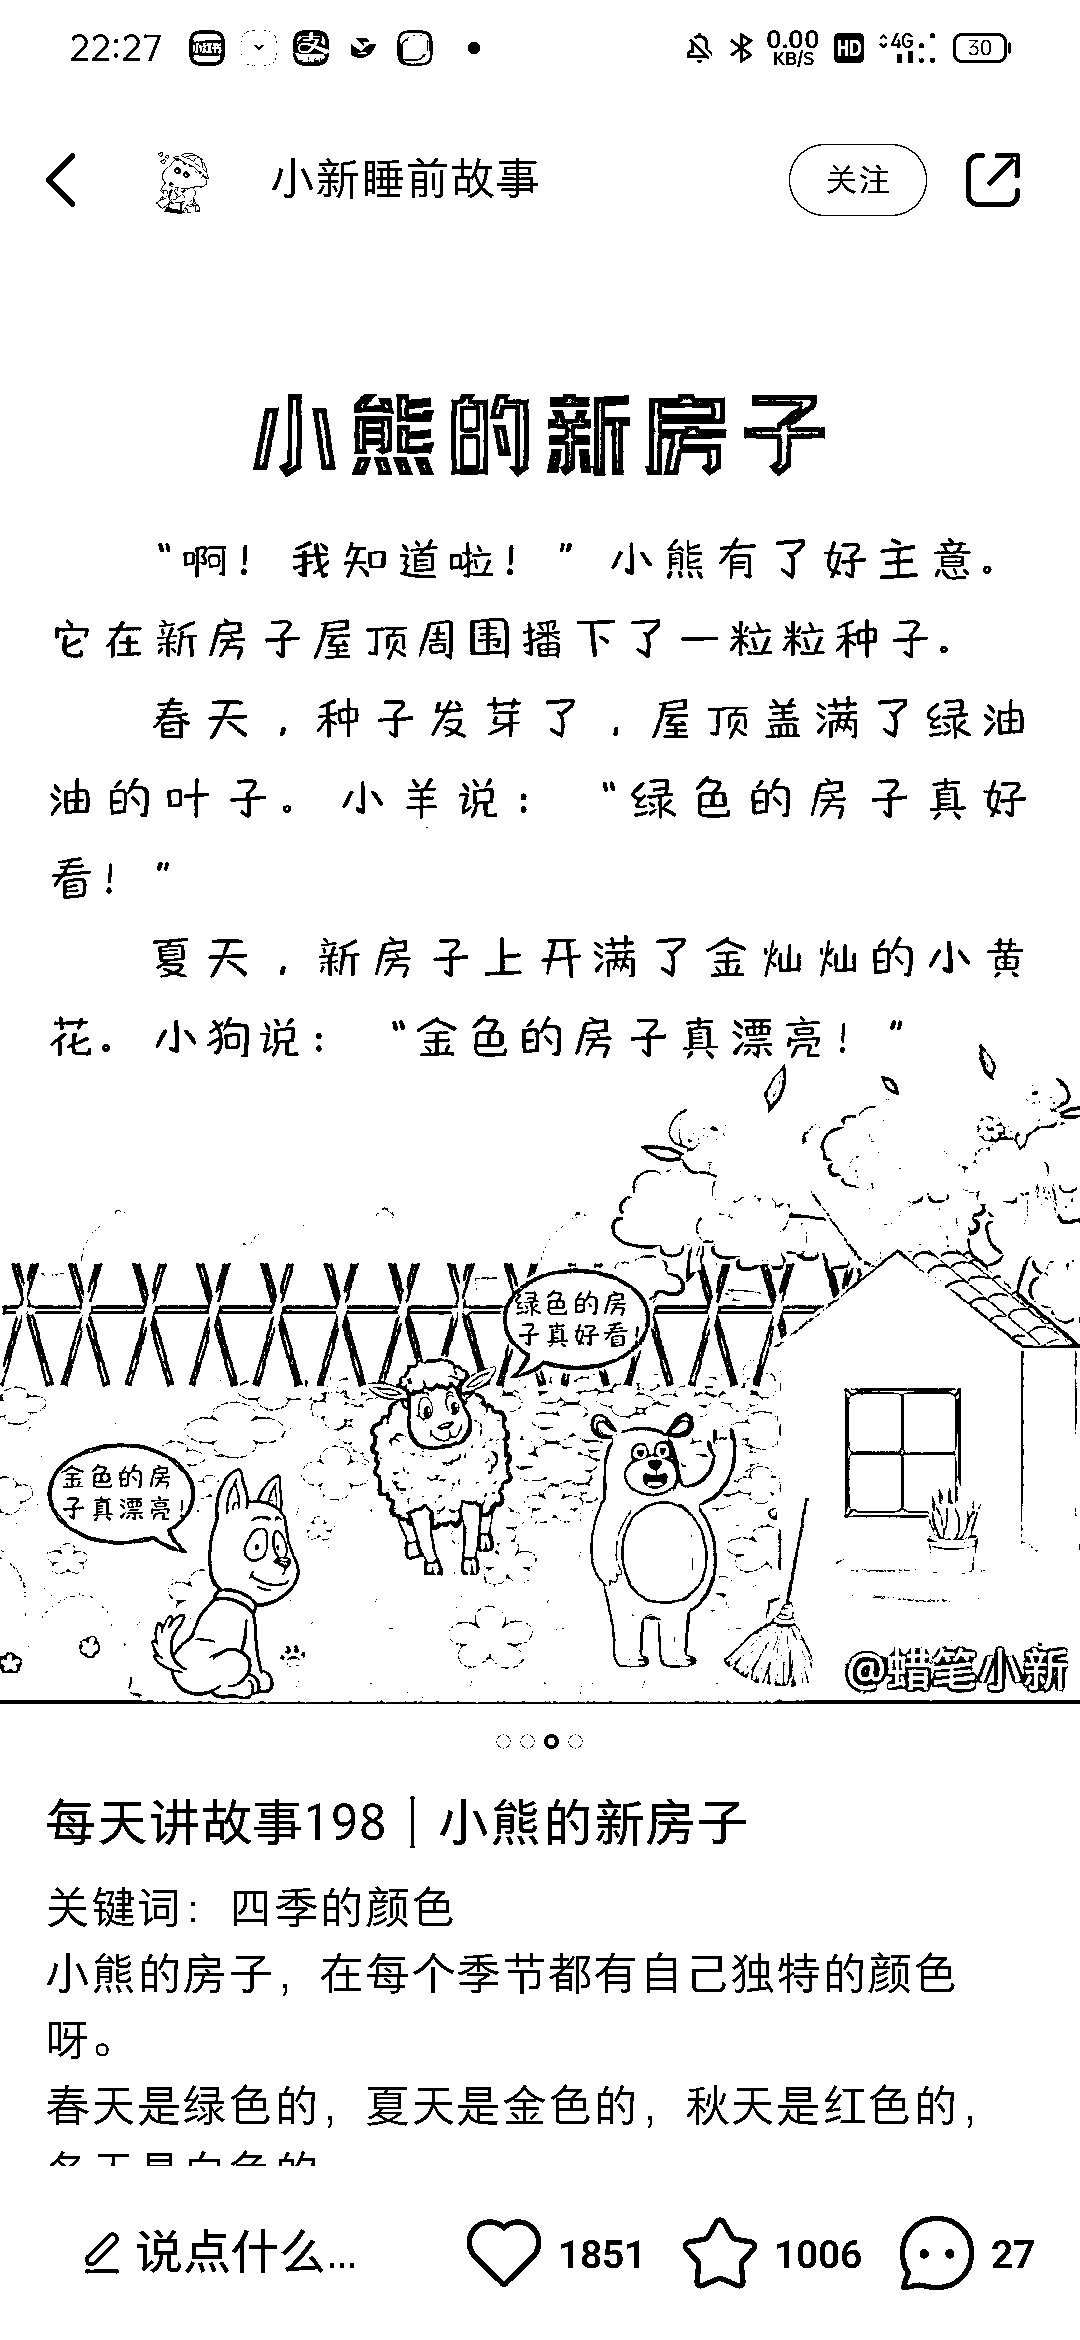 22:27
0.00
KB/S
HD
4G
30
小新睡前故事
关注
小熊的新房子
“啊！我知道啦！”小熊有了好主意。
它在新房子屋顶周围播下了一粒粒种子。
春天，种子发芽了，屋顶盖满了绿油
油的叶子。小羊说：“绿色的房子真好
看！”
夏天，新房子上开满了金灿灿的小黄
花。小狗说：“金色的房子真漂亮！”
绿色的房
子真好看！
金色的房
子真漂亮！
@蜡笔小新
每天讲故事198｜小熊的新房子
关键词：四季的颜色
小熊的房子，在每个季节都有自己独特的颜色
呀。
春天是绿色的，夏天是金色的，秋天是红色的，
说点什么...
1851
1006
27